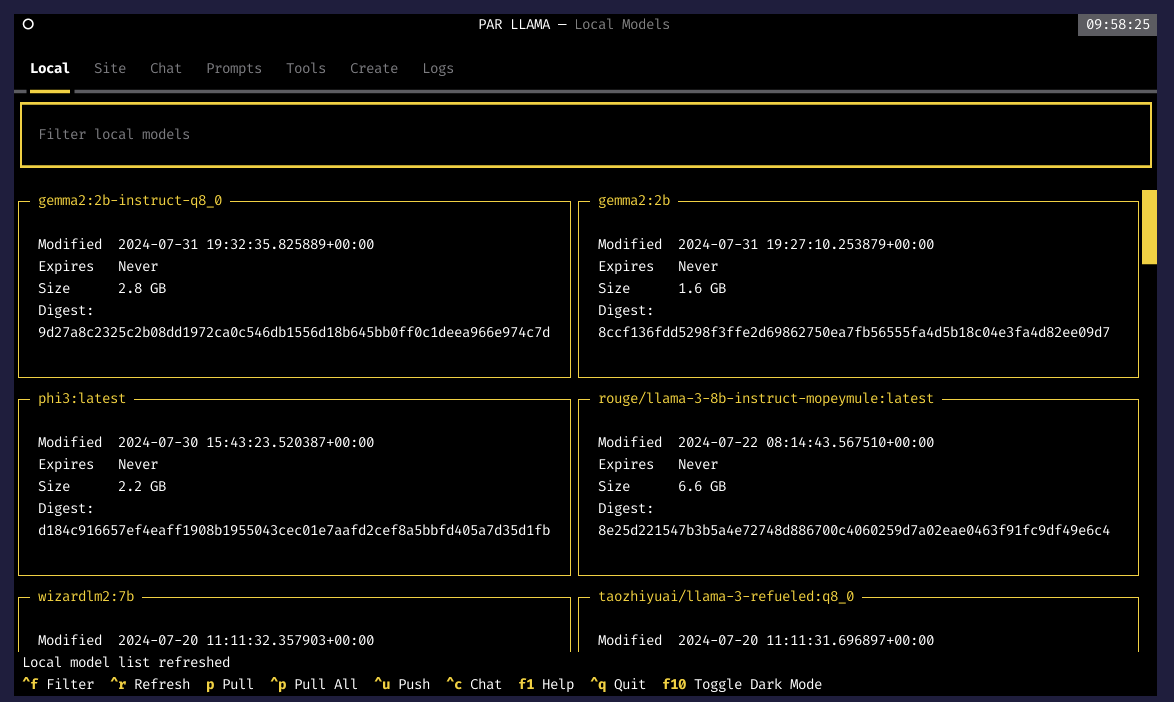 PAR LLAMA — Local Models 09:58:25
Local Site Chat Prompts Tools Create Logs
Filter local models
gemma2:2b-instruct-q8_0
Modified 2024-07-31 19:32:35.825889+00:00
Expires Never
Size 2.8 GB
Digest:
9d27a8c2325c2b08dd1972ca0c546db1556d18b645bb0ff0c1deea966e974c7d
gemma2:2b
Modified 2024-07-31 19:27:10.253879+00:00
Expires Never
Size 1.6 GB
Digest:
8ccf136fdd5298f3ffe2d69862750ea7fb56555fa4d5b18c04e3fa4d82ee09d7
phi3:latest
Modified 2024-07-30 15:43:23.520387+00:00
Expires Never
Size 2.2 GB
Digest:
d184c916657ef4eaff1908b1955043cec01e7aafd2cef8a5bbfd405a7d35d1fb
rouge/llama-3-8b-instruct-mopeymule:latest
Modified 2024-07-22 08:14:43.567510+00:00
Expires Never
Size 6.6 GB
Digest:
8e25d221547b3b5a4e72748d886700c4060259d7a02eae0463f91fc9df49e6c4
wizardlm2:7b
Modified 2024-07-20 11:11:32.357903+00:00
taozhiyuai/llama-3-refueled:q8_0
Modified 2024-07-20 11:11:31.696897+00:00
Local model list refreshed
^f Filter ^r Refresh p Pull ^p Pull All ^u Push ^c Chat f1 Help ^q Quit f10 Toggle Dark Mode